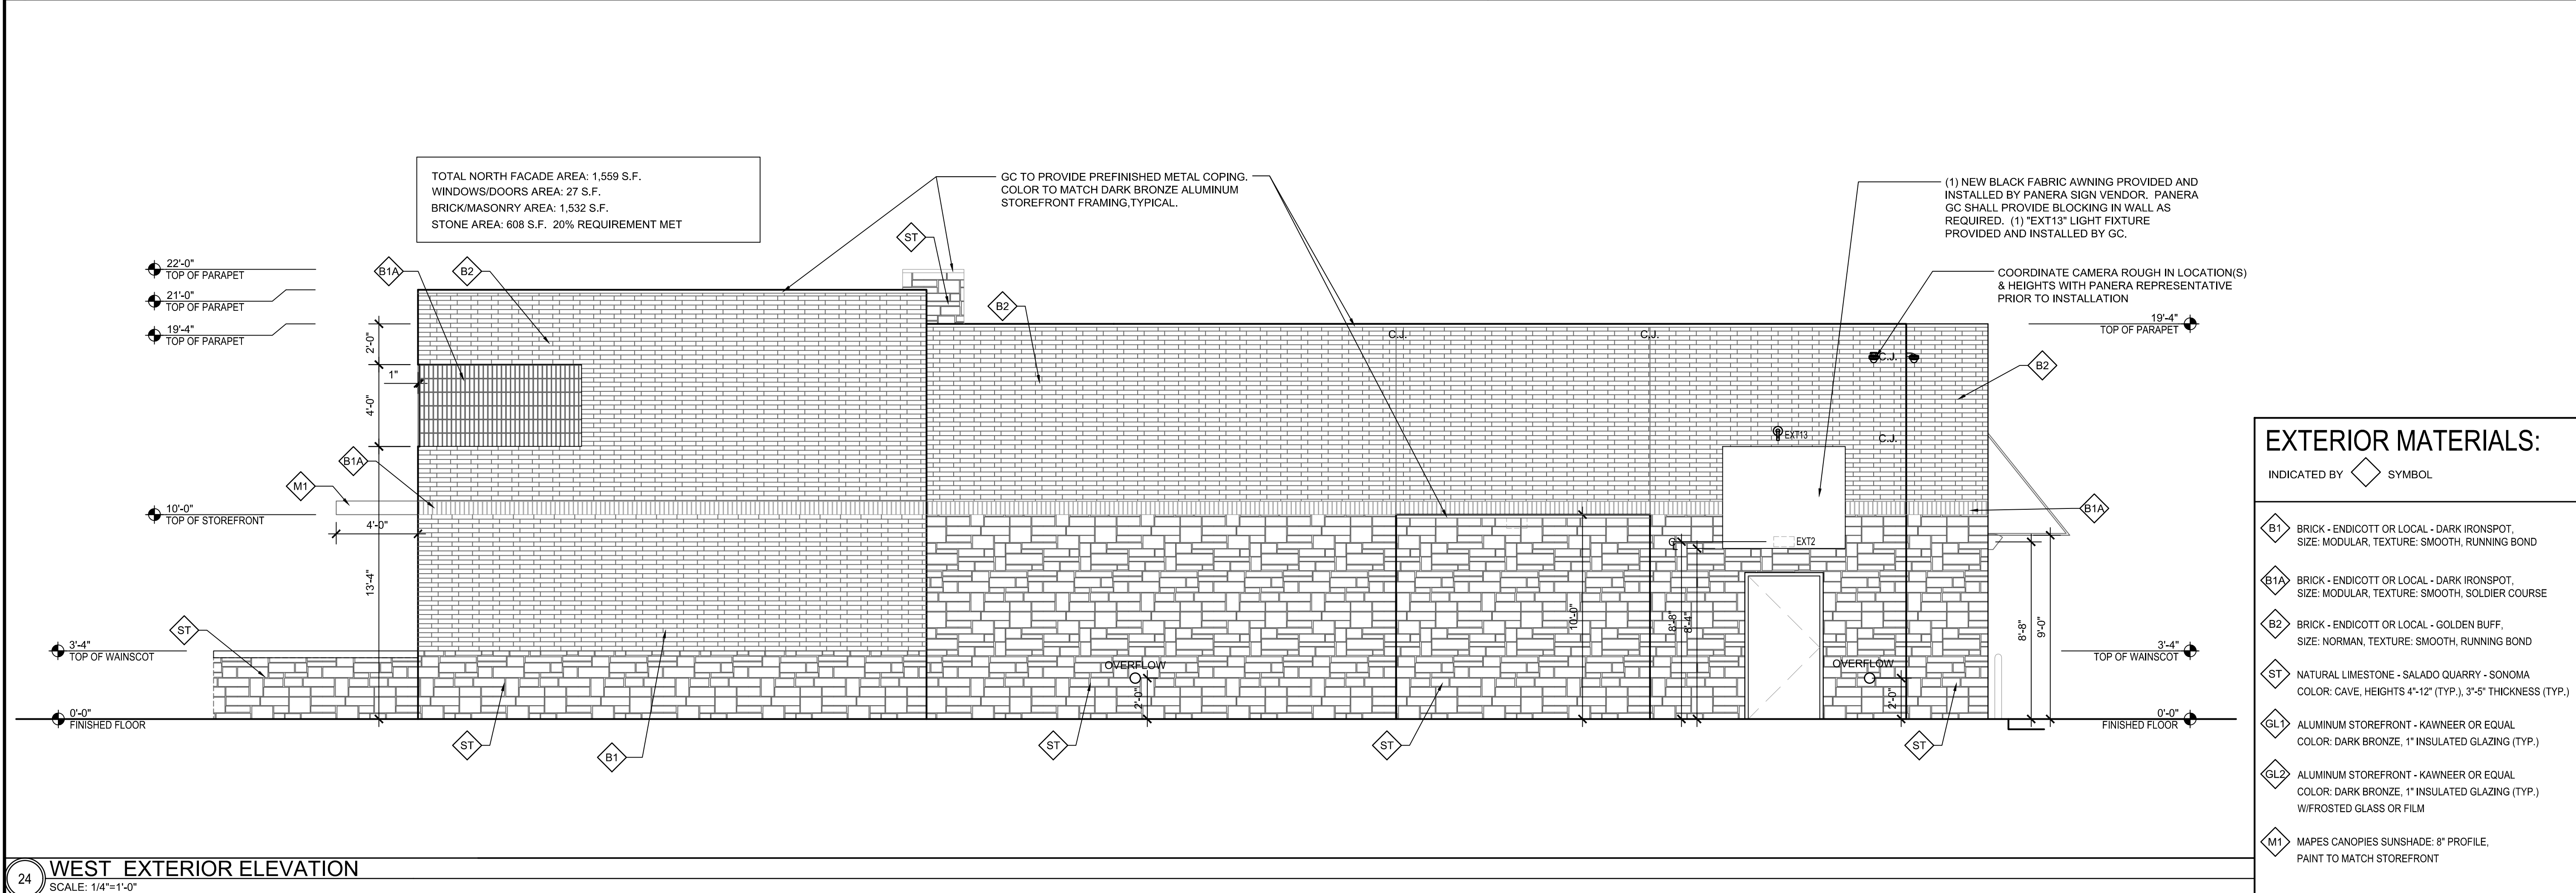 TOTAL NORTH FACADE AREA: 1,559 S.F.
WINDOWS/DOORS AREA: 27 S.F.
BRICK/MASONRY AREA: 1,532 S.F.
STONE AREA: 608 S.F. 20% REQUIREMENT MET
GC TO PROVIDE PREFINISHED METAL COPING.
COLOR TO MATCH DARK BRONZE ALUMINUM
STOREFRONT FRAMING,TYPICAL.
(1) NEW BLACK FABRIC AWNING PROVIDED AND
INSTALLED BY PANERA SIGN VENDOR. PANERA
GC SHALL PROVIDE BLOCKING IN WALL AS
REQUIRED. (1) "EXT13" LIGHT FIXTURE
PROVIDED AND INSTALLED BY GC.
COORDINATE CAMERA ROUGH IN LOCATION(S)
& HEIGHTS WITH PANERA REPRESENTATIVE
PRIOR TO INSTALLATION
22'-0"
TOP OF PARAPET
21'-0"
TOP OF PARAPET
19'-4"
TOP OF PARAPET
10'-0"
TOP OF STOREFRONT
3'-4"
TOP OF WAINSCOT
0'-0"
FINISHED FLOOR
B1A
B2
ST
B2
2'-0"
1"
4'-0"
B1A
M1
4'-0"
13'-4"
ST
ST
B1
C.J.
C.J.
C.J.
C.J.
EXT13
EXT2
OVERFLOW
2'-0"
10'-0"
8'-8"
8'-4"
OVERFLOW
2'-0"
ST
ST
ST
19'-4"
TOP OF PARAPET
B2
B1A
8'-8"
9'-0"
3'-4"
TOP OF WAINSCOT
0'-0"
FINISHED FLOOR
EXTERIOR MATERIALS:
INDICATED BY SYMBOL
B1 BRICK - ENDICOTT OR LOCAL - DARK IRONSPOT,
SIZE: MODULAR, TEXTURE: SMOOTH, RUNNING BOND
B1A BRICK - ENDICOTT OR LOCAL - DARK IRONSPOT,
SIZE: MODULAR, TEXTURE: SMOOTH, SOLDIER COURSE
B2 BRICK - ENDICOTT OR LOCAL - GOLDEN BUFF,
SIZE: NORMAN, TEXTURE: SMOOTH, RUNNING BOND
ST NATURAL LIMESTONE - SALADO QUARRY - SONOMA
COLOR: CAVE, HEIGHTS 4"-12" (TYP.), 3"-5" THICKNESS (TYP.)
GL1 ALUMINUM STOREFRONT - KAWNEER OR EQUAL
COLOR: DARK BRONZE, 1" INSULATED GLAZING (TYP.)
GL2 ALUMINUM STOREFRONT - KAWNEER OR EQUAL
COLOR: DARK BRONZE, 1" INSULATED GLAZING (TYP.)
W/FROSTED GLASS OR FILM
M1 MAPES CANOPIES SUNSHADE: 8" PROFILE,
PAINT TO MATCH STOREFRONT
24 WEST EXTERIOR ELEVATION
SCALE: 1/4"=1'-0"